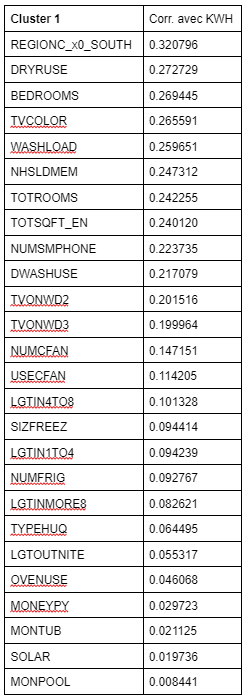 Cluster 1 Corr. avec KWH
REGIONC_x0_SOUTH 0.320796
DRYRUSE 0.272729
BEDROOMS 0.269445
TVCOLOR 0.265591
WASHLOAD 0.259651
NHSLDMEM 0.247312
TOTROOMS 0.242255
TOTSQFT_EN 0.240120
NUMSMPHONE 0.223735
DWASHUSE 0.217079
TVONWD2 0.201516
TVONWD3 0.199964
NUMCFAN 0.147151
USECFAN 0.114205
LGTIN4TO8 0.101328
SIZFREEZ 0.094414
LGTIN1TO4 0.094239
NUMFRIG 0.092767
LGTINMORE8 0.082621
TYPEHUQ 0.064495
LGTOUTNITE 0.055317
OVENUSE 0.046068
MONEYPY 0.029723
MONTUB 0.021125
SOLAR 0.019736
MONPOOL 0.008441